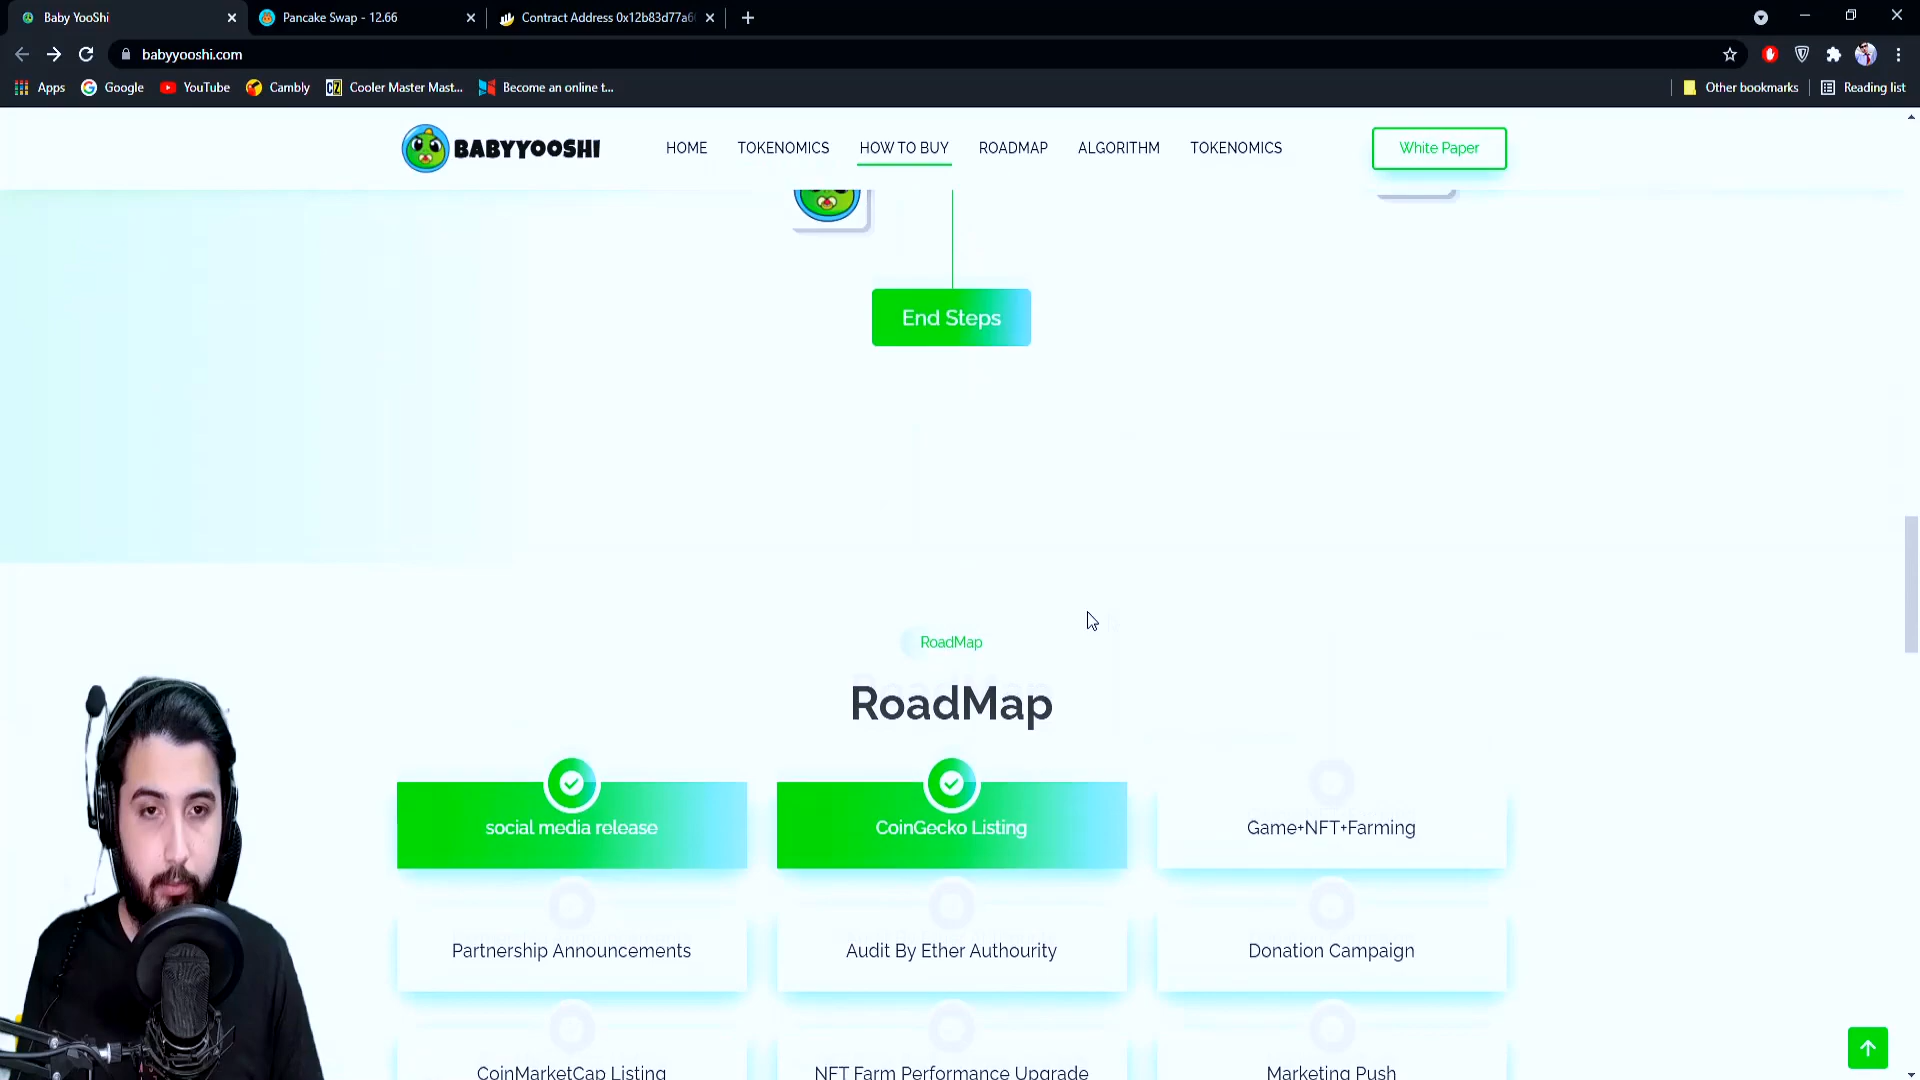 Baby YooShi
Pancake Swap - 12.66
Contract Address 0x12b83d77a6
babyyooshi.com
Apps
Google
YouTube
Cambly
CZ
Cooler Master Mast...
Become an online t...
Other bookmarks
Reading list
BABYYOOSHI
HOME
TOKENOMICS
HOW TO BUY
ROADMAP
ALGORITHM
TOKENOMICS
White Paper
End Steps
RoadMap
RoadMap
social media release
CoinGecko Listing
Game+NFT+Farming
Partnership Announcements
Audit By Ether Authourity
Donation Campaign
CoinMarketCap Listing
NFT Farm Performance Upgrade
Marketing Push